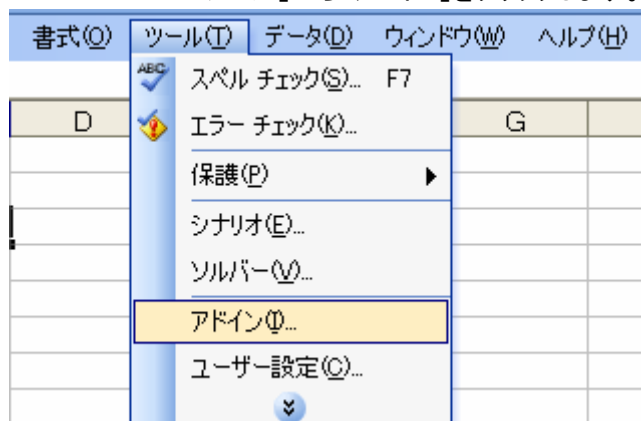 書式(O) ツール(T) データ(D) ウィンドウ(W) ヘルプ(H)
ABC スペル チェック(S)... F7
D エラー チェック(K)... G
保護(P)
シナリオ(E)...
ソルバー(V)...
アドイン(I)...
ユーザー設定(C)...